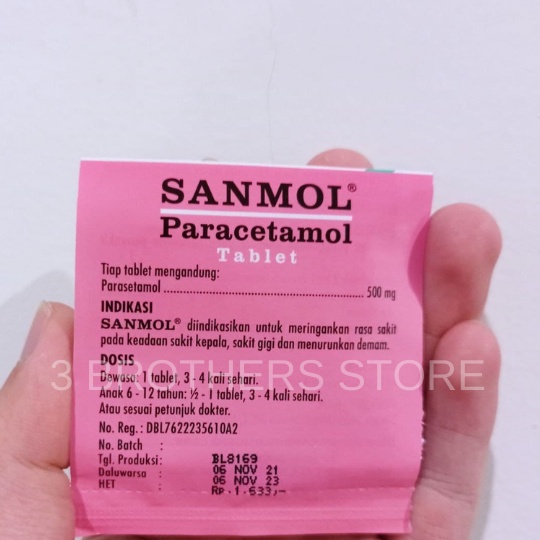 SANMOL®
Paracetamol
Tablet
Tiap tablet mengandung:
Parasetamol ........................................................... 500 mg
INDIKASI
SANMOL® diindikasikan untuk meringankan rasa sakit
pada keadaan sakit kepala, sakit gigi dan menurunkan demam.
DOSIS
Dewasa: 1 tablet, 3 - 4 kali sehari.
3 BROTHERS STORE
Anak 6 - 12 tahun: ½ - 1 tablet, 3 - 4 kali sehari.
Atau sesuai petunjuk dokter.
No. Reg. : DBL7622235610A2
No. Batch :
Tgl. Produksi: BL8169
Daluwarsa : 06 NOV 21
HET : 06 NOV 23
Rp.1.633,-